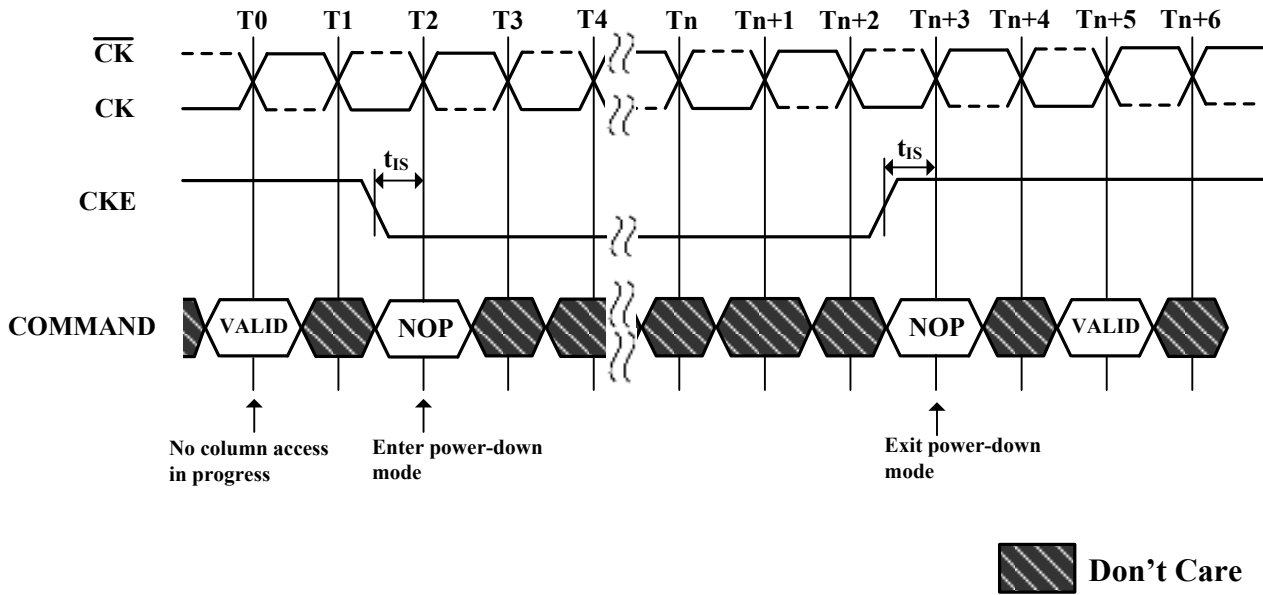 T0 T1 T2 T3 T4 Tn Tn+1 Tn+2 Tn+3 Tn+4 Tn+5 Tn+6
CK
CK
tIS
tIS
CKE
COMMAND
VALID
NOP
NOP
VALID
No column access
in progress
Enter power-down
mode
Exit power-down
mode
Don't Care